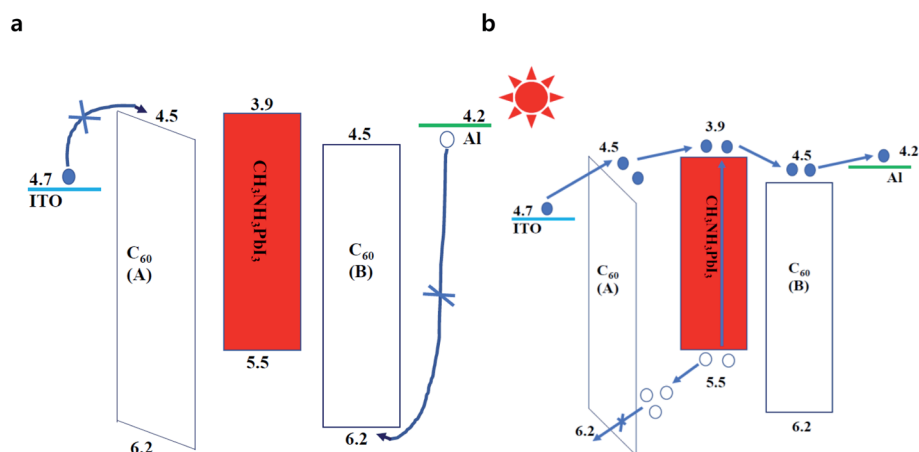 a
4.5
4.7
ITO
C60
(A)
6.2
3.9
CH3NH3PbI3
5.5
4.5
C60
(B)
6.2
4.2
Al
b
4.5
4.7
ITO
C60
(A)
6.2
3.9
CH3NH3PbI3
5.5
4.5
C60
(B)
6.2
4.2
Al